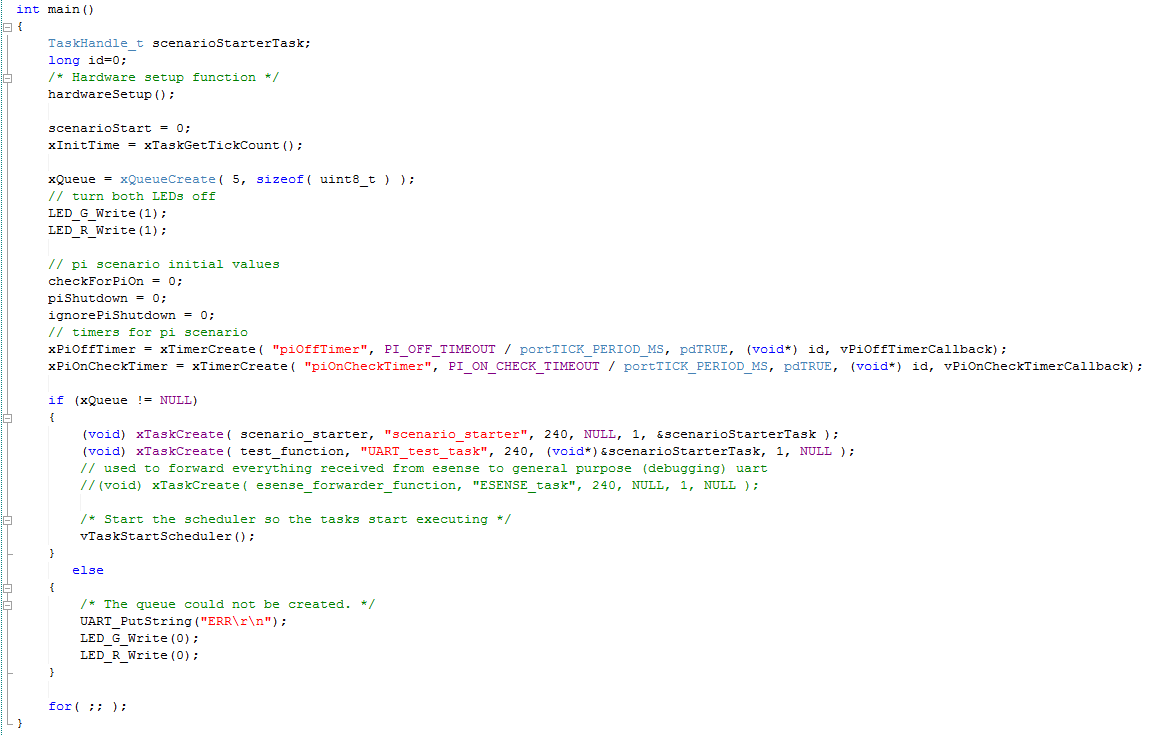 int main()
{
    TaskHandle_t scenarioStarterTask;
    long id=0;
    /* Hardware setup function */
    hardwareSetup();

    scenarioStart = 0;
    xInitTime = xTaskGetTickCount();

    xQueue = xQueueCreate( 5, sizeof( uint8_t ) );
    // turn both LEDs off
    LED_G_Write(1);
    LED_R_Write(1);

    // pi scenario initial values
    checkForPiOn = 0;
    piShutdown = 0;
    ignorePiShutdown = 0;
    // timers for pi scenario
    xPiOffTimer = xTimerCreate( "piOffTimer", PI_OFF_TIMEOUT / portTICK_PERIOD_MS, pdTRUE, (void*) id, vPiOffTimerCallback);
    xPiOnCheckTimer = xTimerCreate( "piOnCheckTimer", PI_ON_CHECK_TIMEOUT / portTICK_PERIOD_MS, pdTRUE, (void*) id, vPiOnCheckTimerCallback);

    if (xQueue != NULL)
    {
        (void) xTaskCreate( scenario_starter, "scenario_starter", 240, NULL, 1, &scenarioStarterTask );
        (void) xTaskCreate( test_function, "UART_test_task", 240, (void*)&scenarioStarterTask, 1, NULL );
        // used to forward everything received from esense to general purpose (debugging) uart
        //(void) xTaskCreate( esense_forwarder_function, "ESENSE_task", 240, NULL, 1, NULL );

        /* Start the scheduler so the tasks start executing */
        vTaskStartScheduler();
    }
       else
    {
        /* The queue could not be created. */
        UART_PutString("ERR\r\n");
        LED_G_Write(0);
        LED_R_Write(0);
    }

    for( ;; );
}